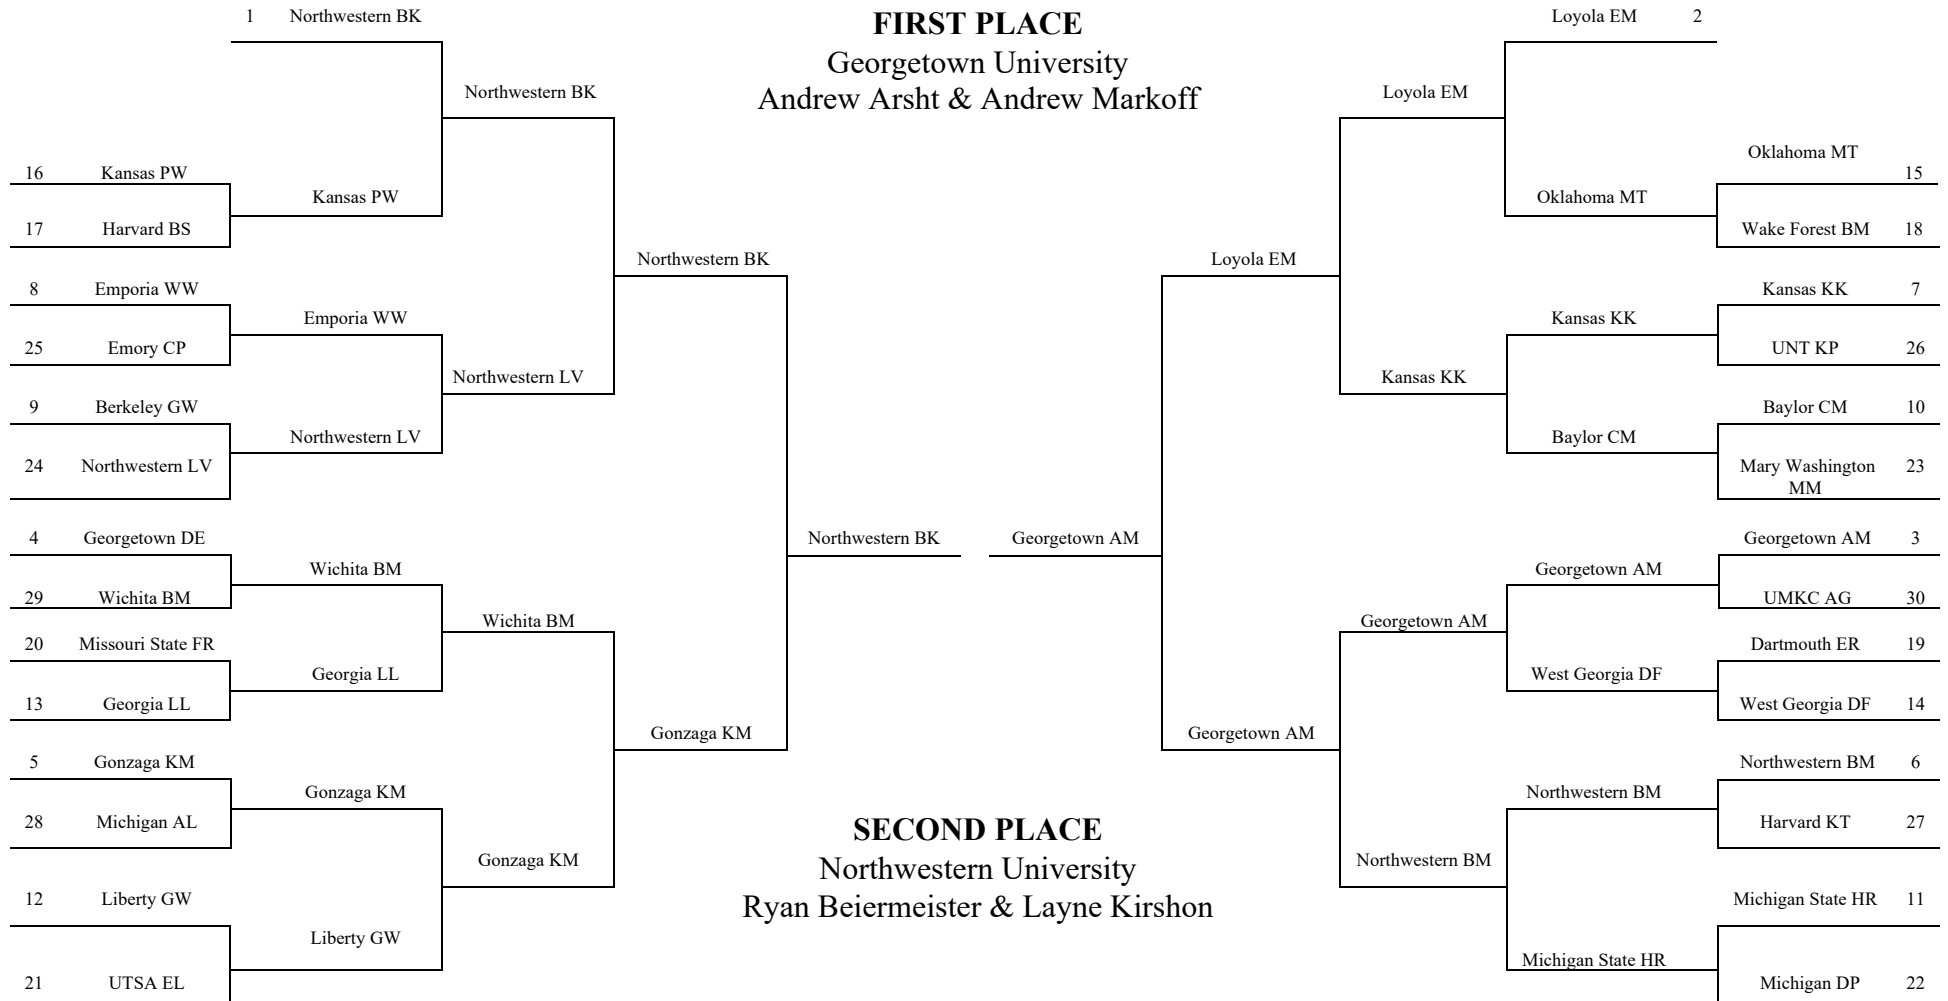 1 Northwestern BK
FIRST PLACE
Georgetown University
Andrew Arsht & Andrew Markoff
Loyola EM 2
Northwestern BK
Loyola EM
16 Kansas PW
Kansas PW
17 Harvard BS
Oklahoma MT
15
Oklahoma MT
Wake Forest BM 18
Northwestern BK
Loyola EM
8 Emporia WW
Emporia WW
25 Emory CP
Kansas KK 7
Kansas KK
UNT KP 26
Northwestern LV
Kansas KK
9 Berkeley GW
Northwestern LV
24 Northwestern LV
Baylor CM 10
Baylor CM
Mary Washington 23
MM
4 Georgetown DE
Northwestern BK
Georgetown AM
Georgetown AM 3
Wichita BM
29 Wichita BM
Georgetown AM
UMKC AG 30
Wichita BM
Georgetown AM
20 Missouri State FR
Georgia LL
13 Georgia LL
Dartmouth ER 19
West Georgia DF
West Georgia DF 14
Gonzaga KM
Georgetown AM
5 Gonzaga KM
Gonzaga KM
28 Michigan AL
Northwestern BM 6
Northwestern BM
Harvard KT 27
SECOND PLACE
Northwestern University
Ryan Beiermeister & Layne Kirshon
Gonzaga KM
Northwestern BM
12 Liberty GW
Liberty GW
21 UTSA EL
Michigan State HR 11
Michigan State HR
Michigan DP 22